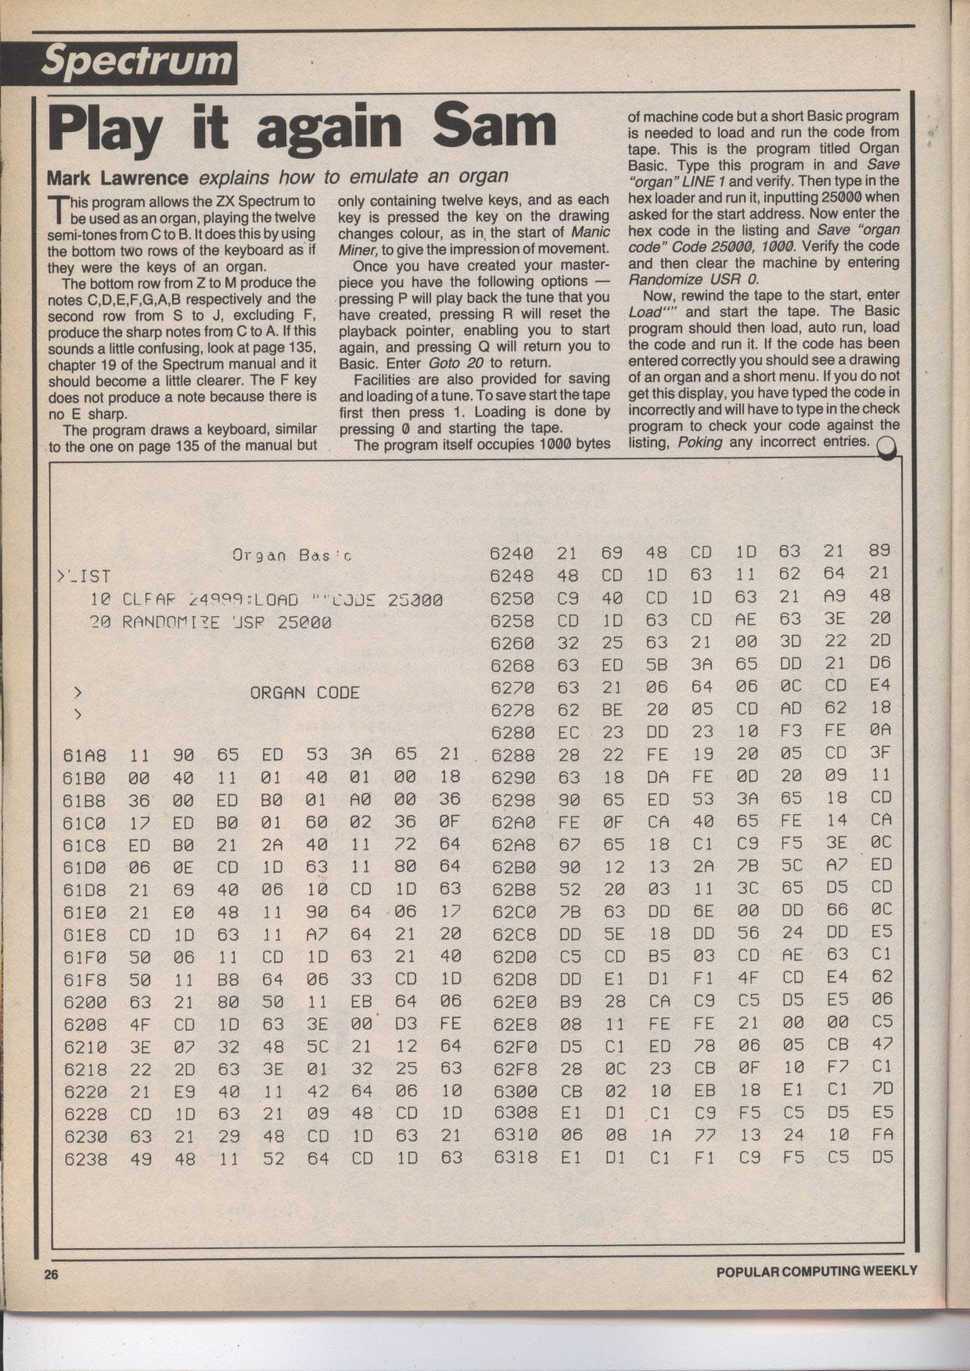 Spectrum
Play it again Sam
Mark Lawrence explains how to emulate an organ
This program allows the ZX Spectrum to
be used as an organ, playing the twelve
semi-tones from C to B. It does this by using
the bottom two rows of the keyboard as if
they were the keys of an organ.
The bottom row from Z to M produce the
notes C,D,E,F,G,A,B respectively and the
second row from S to J, excluding F,
produce the sharp notes from C to A. If this
sounds a little confusing, look at page 135,
chapter 19 of the Spectrum manual and it
should become a little clearer. The F key
does not produce a note because there is
no E sharp.
The program draws a keyboard, similar
to the one on page 135 of the manual but
only containing twelve keys, and as each
key is pressed the key on the drawing
changes colour, as in the start of Manic
Miner, to give the impression of movement.
Once you have created your master-
piece you have the following options —
pressing P will play back the tune that you
have created, pressing R will reset the
playback pointer, enabling you to start
again, and pressing Q will return you to
Basic. Enter Goto 20 to return.
Facilities are also provided for saving
and loading of a tune. To save start the tape
first then press 1. Loading is done by
pressing 0 and starting the tape.
The program itself occupies 1000 bytes
of machine code but a short Basic program
is needed to load and run the code from
tape. This is the program titled Organ
Basic. Type this program in and Save
"organ" LINE 1 and verify. Then type in the
hex loader and run it, inputting 25000 when
asked for the start address. Now enter the
hex code in the listing and Save "organ
code" Code 25000, 1000. Verify the code
and then clear the machine by entering
Randomize USR 0.
Now, rewind the tape to the start, enter
Load"" and start the tape. The Basic
program should then load, auto run, load
the code and run it. If the code has been
entered correctly you should see a drawing
of an organ and a short menu. If you do not
get this display, you have typed the code in
incorrectly and will have to type in the check
program to check your code against the
listing, Poking any incorrect entries.
Organ Basic
>LIST
10 CLEAR 24999:LOAD ""CODE 25000
20 RANDOMIZE USR 25000
> ORGAN CODE
>
61A8 11 90 65 ED 53 3A 65 21
61B0 00 40 11 01 40 01 00 18
61B8 36 00 ED B0 01 A0 00 36
61C0 17 ED B0 01 60 02 36 0F
61C8 ED B0 21 2A 40 11 72 64
61D0 06 0E CD 1D 63 11 80 64
61D8 21 69 40 06 10 CD 1D 63
61E0 21 E0 48 11 90 64 06 17
61E8 CD 1D 63 11 A7 64 21 20
61F0 50 06 11 CD 1D 63 21 40
61F8 50 11 B8 64 06 33 CD 1D
6200 63 21 80 50 11 EB 64 06
6208 4F CD 1D 63 3E 00 D3 FE
6210 3E 07 32 48 5C 21 12 64
6218 22 2D 63 3E 01 32 25 63
6220 21 E9 40 11 42 64 06 10
6228 CD 1D 63 21 09 48 CD 1D
6230 63 21 29 48 CD 1D 63 21
6238 49 48 11 52 64 CD 1D 63
6240 21 69 48 CD 1D 63 21 89
6248 48 CD 1D 63 11 62 64 21
6250 C9 40 CD 1D 63 21 A9 48
6258 CD 1D 63 CD AE 63 3E 20
6260 32 25 63 21 00 3D 22 2D
6268 63 ED 5B 3A 65 DD 21 D6
6270 63 21 06 64 06 0C CD E4
6278 62 BE 20 05 CD AD 62 18
6280 EC 23 DD 23 10 F3 FE 0A
6288 28 22 FE 19 20 05 CD 3F
6290 63 18 DA FE 0D 20 09 11
6298 90 65 ED 53 3A 65 18 CD
62A0 FE 0F CA 40 65 FE 14 CA
62A8 67 65 18 C1 C9 F5 3E 0C
62B0 90 12 13 2A 7B 5C A7 ED
62B8 52 20 03 11 3C 65 D5 CD
62C0 7B 63 DD 6E 00 DD 66 0C
62C8 DD 5E 18 DD 56 24 DD E5
62D0 C5 CD B5 03 CD AE 63 C1
62D8 DD E1 D1 F1 4F CD E4 62
62E0 B9 28 CA C9 C5 D5 E5 06
62E8 08 11 FE FE 21 00 00 C5
62F0 D5 C1 ED 78 06 05 CB 47
62F8 28 0C 23 CB 0F 10 F7 C1
6300 CB 02 10 EB 18 E1 C1 7D
6308 E1 D1 C1 C9 F5 C5 D5 E5
6310 06 08 1A 77 13 24 10 FA
6318 E1 D1 C1 F1 C9 F5 C5 D5
26
POPULAR COMPUTING WEEKLY